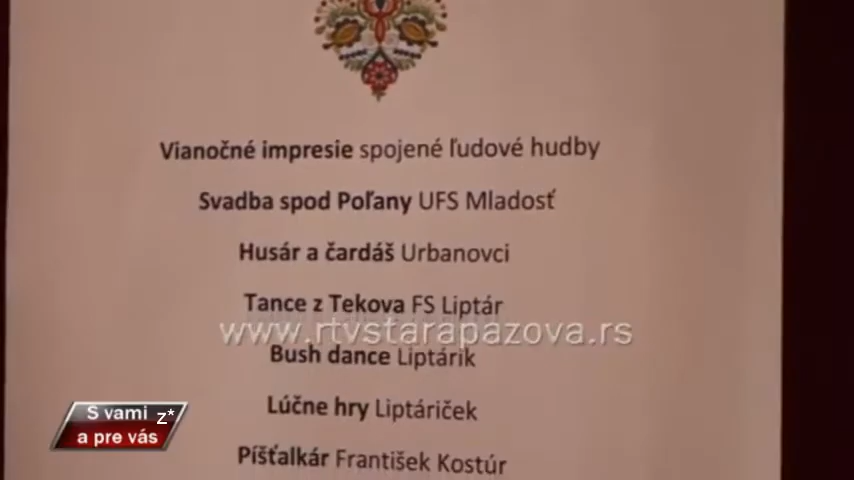 Vianočné impresie spojené ľudové hudby
Svadba spod Poľany UFS Mladosť
Husár a čardáš Urbanovci
Tance z Tekova FS Liptár
www.rtvstarapazova.rs
Bush dance Liptárik
Lúčne hry Liptáriček
Píšťalkár František Kostúr
S vami z*
a pre vás